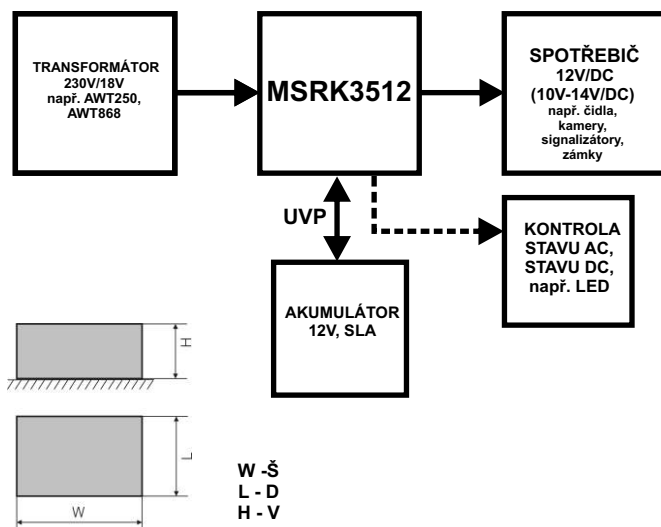 TRANSFORMÁTOR
230V/18V
např. AWT250,
AWT868
MSRK3512
SPOTŘEBIČ
12V/DC
(10V-14V/DC)
např. čidla,
kamery,
signalizátory,
zámky
UVP
KONTROLA
STAVU AC,
STAVU DC,
např. LED
AKUMULÁTOR
12V, SLA
H
L
W
W -Š
L - D
H - V